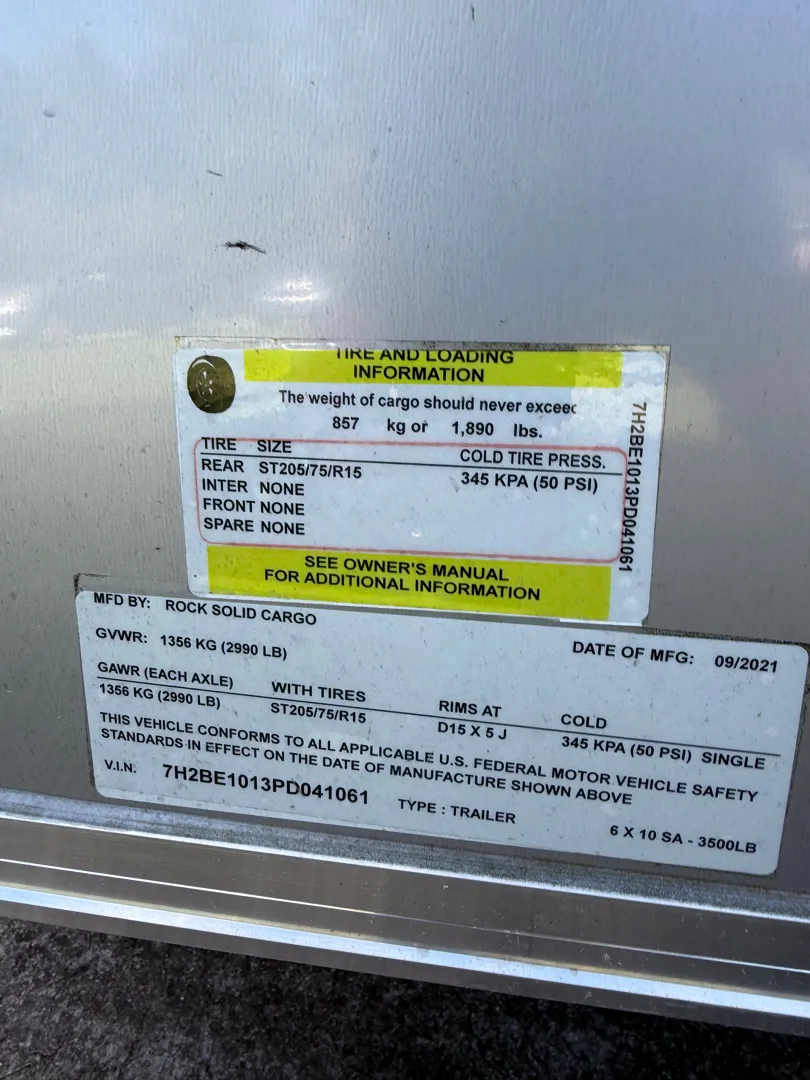 TIRE AND LOADING
INFORMATION
The weight of cargo should never exceed
857 kg or 1,890 lbs.
TIRE SIZE COLD TIRE PRESS.
REAR ST205/75/R15 345 KPA (50 PSI)
INTER NONE
FRONT NONE
SPARE NONE
SEE OWNER'S MANUAL
FOR ADDITIONAL INFORMATION
7H2BE1013PD041061
MFD BY: ROCK SOLID CARGO
GVWR: 1356 KG (2990 LB) DATE OF MFG: 09/2021
GAWR (EACH AXLE) WITH TIRES RIMS AT COLD
1356 KG (2990 LB) ST205/75/R15 D15 X 5 J 345 KPA (50 PSI) SINGLE
THIS VEHICLE CONFORMS TO ALL APPLICABLE U.S. FEDERAL MOTOR VEHICLE SAFETY
STANDARDS IN EFFECT ON THE DATE OF MANUFACTURE SHOWN ABOVE
V.I.N: 7H2BE1013PD041061 TYPE : TRAILER 6 X 10 SA - 3500LB